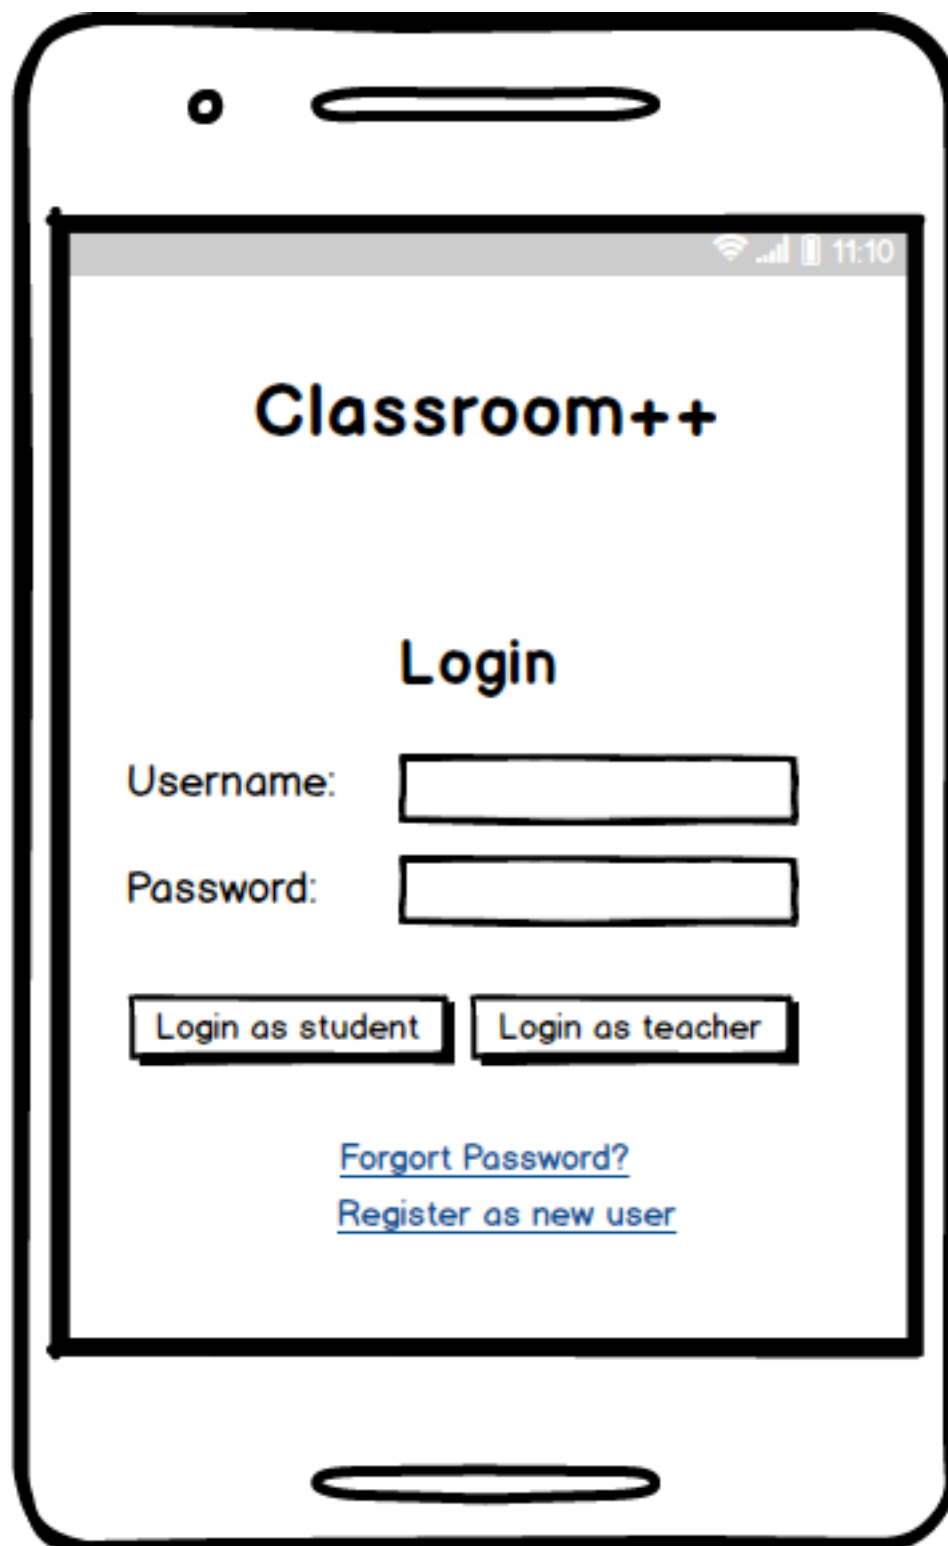 11:10
Classroom++
Login
Username:
Password:
Login as student Login as teacher
Forgort Password?
Register as new user